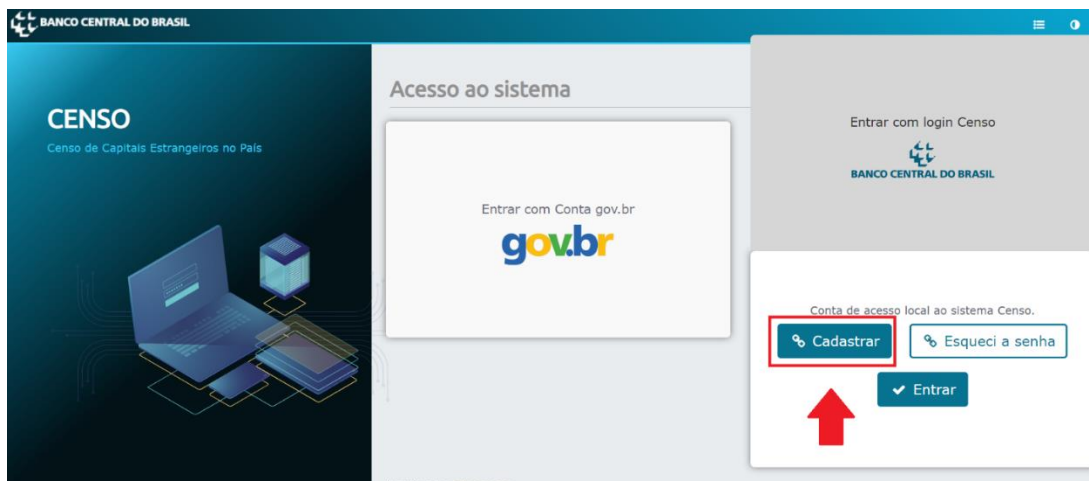 BANCO CENTRAL DO BRASIL
CENSO
Censo de Capitais Estrangeiros no País
Acesso ao sistema
Entrar com Conta gov.br
gov.br
Entrar com login Censo
BANCO CENTRAL DO BRASIL
Conta de acesso local ao sistema Censo.
Cadastrar
Esqueci a senha
Entrar